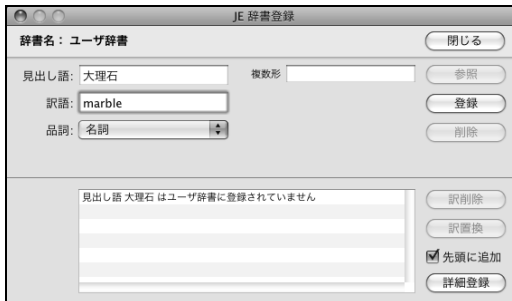 JE 辞書登録
辞書名： ユーザ辞書
閉じる
見出し語: 大理石
複数形
参照
訳語: marble
登録
品詞: 名詞
削除
見出し語 大理石 はユーザ辞書に登録されていません
訳削除
訳置換
先頭に追加
詳細登録